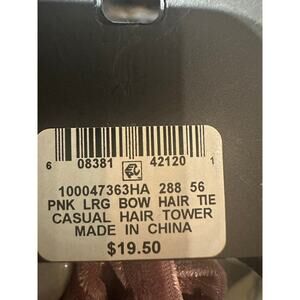 6 08381 42120 1
100047363HA 288 56
PNK LRG BOW HAIR TIE
CASUAL HAIR TOWER
MADE IN CHINA
$19.50